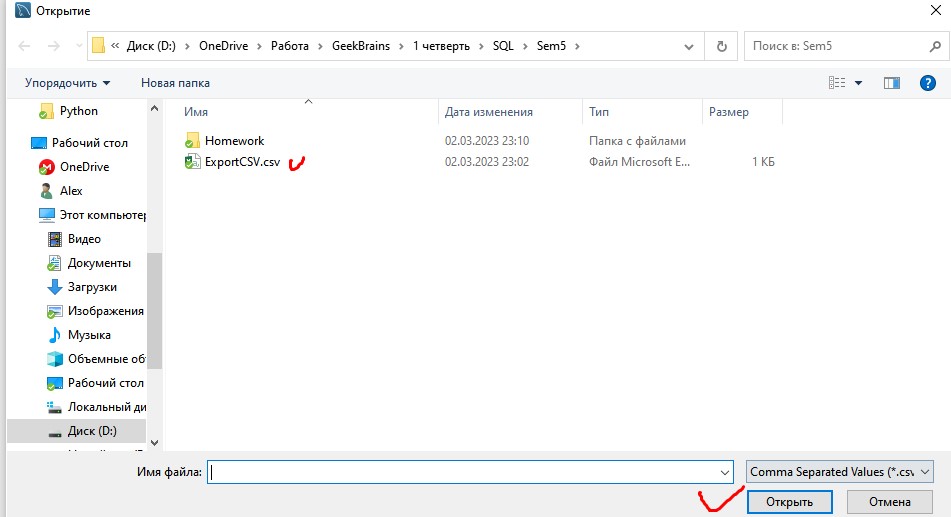 Открытие
« Диск (D:) > OneDrive > Работа > GeekBrains > 1 четверть > SQL > Sem5 >
Поиск в: Sem5
Упорядочить
Новая папка
?
Имя
Дата изменения
Тип
Размер
Python
Рабочий стол
OneDrive
Alex
Этот компьютер
Видео
Документы
Загрузки
Изображения
Музыка
Объемные об
Рабочий стол
Локальный ди
Диск (D:)
Homework
02.03.2023 23:10
Папка с файлами
ExportCSV.csv
02.03.2023 23:02
Файл Microsoft E...
1 КБ
Имя файла:
Comma Separated Values (*.csv
Открыть
Отмена